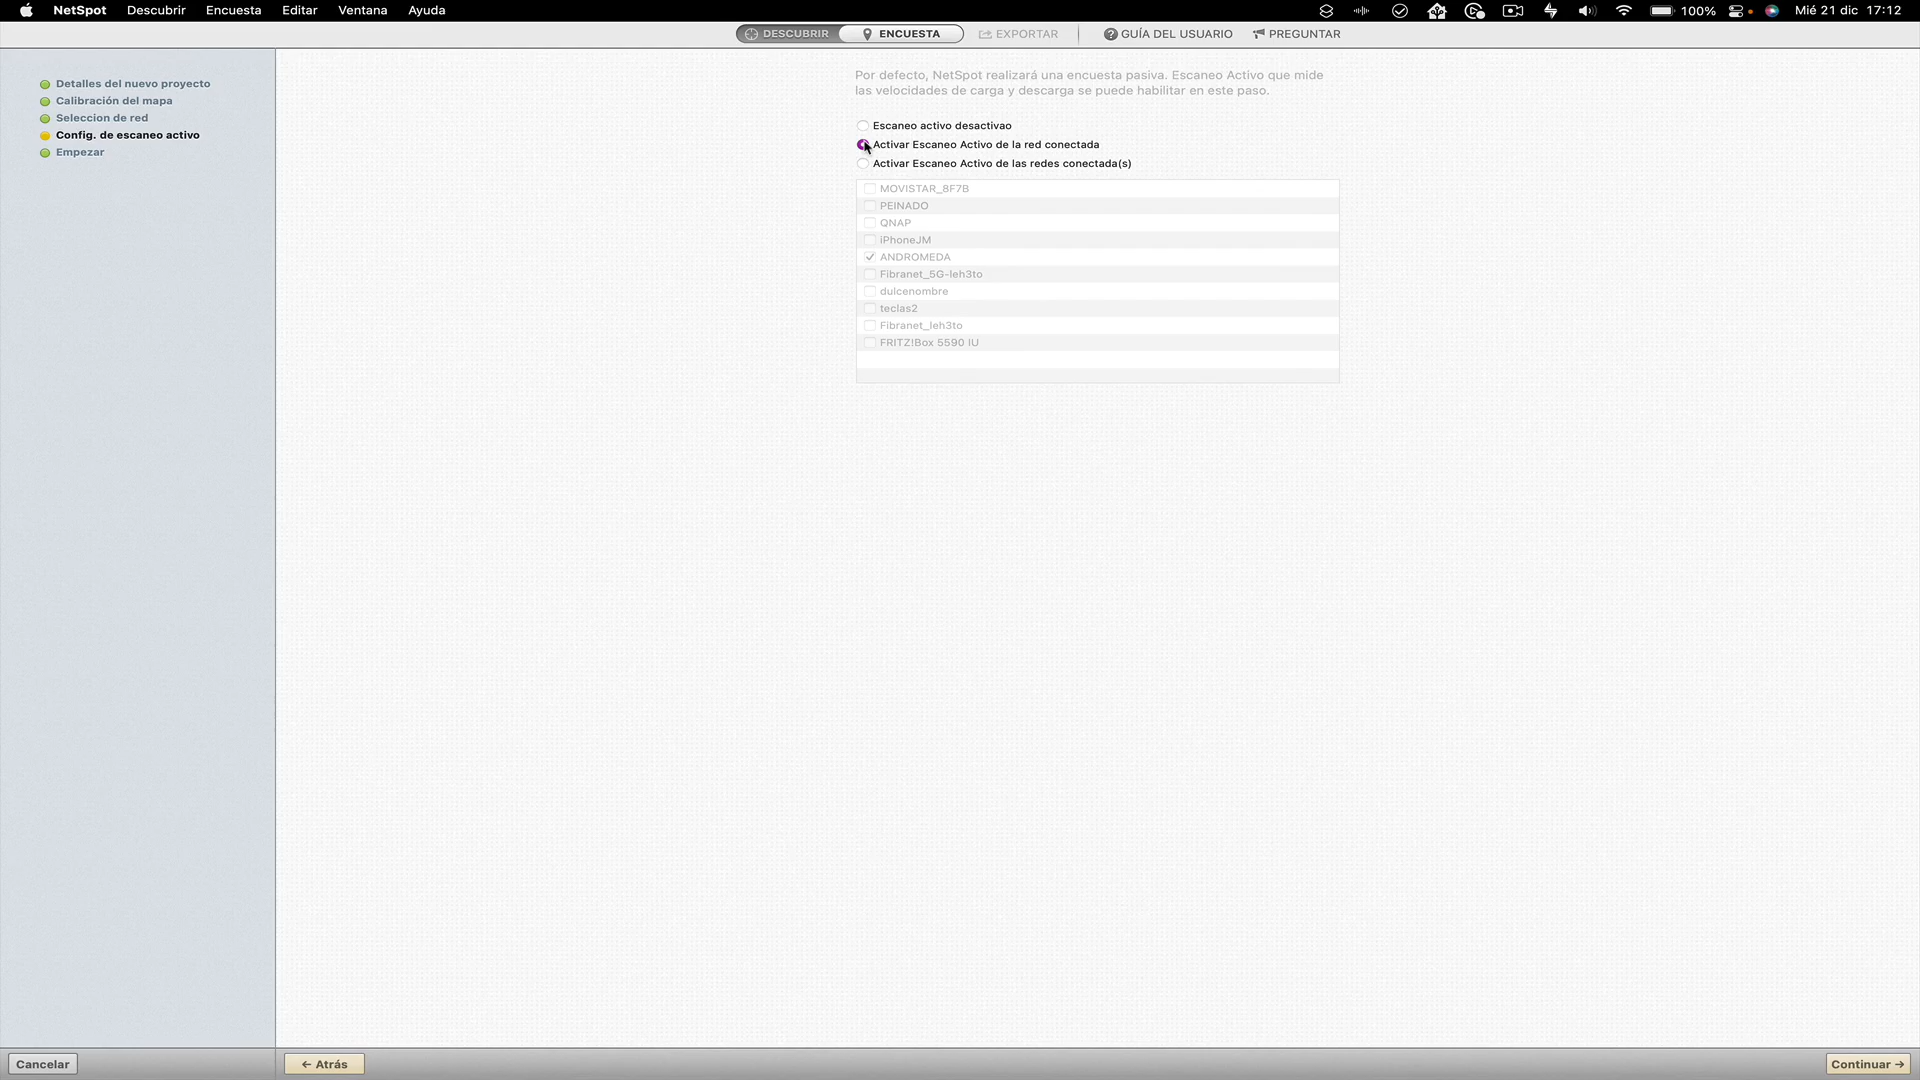 NetSpot Descubrir Encuesta Editar Ventana Ayuda 100% Mié 21 dic 17:12
DESCUBRIR ENCUESTA EXPORTAR GUÍA DEL USUARIO PREGUNTAR
Detalles del nuevo proyecto
Calibración del mapa
Seleccion de red
Config. de escaneo activo
Empezar
Por defecto, NetSpot realizará una encuesta pasiva. Escaneo Activo que mide
las velocidades de carga y descarga se puede habilitar en este paso.
Escaneo activo desactivao
Activar Escaneo Activo de la red conectada
Activar Escaneo Activo de las redes conectada(s)
MOVISTAR_8F7B
PEINADO
QNAP
iPhoneJM
ANDROMEDA
Fibranet_5G-leh3to
dulcenombre
teclas2
Fibranet_leh3to
FRITZ!Box 5590 IU
Cancelar ← Atrás Continuar →